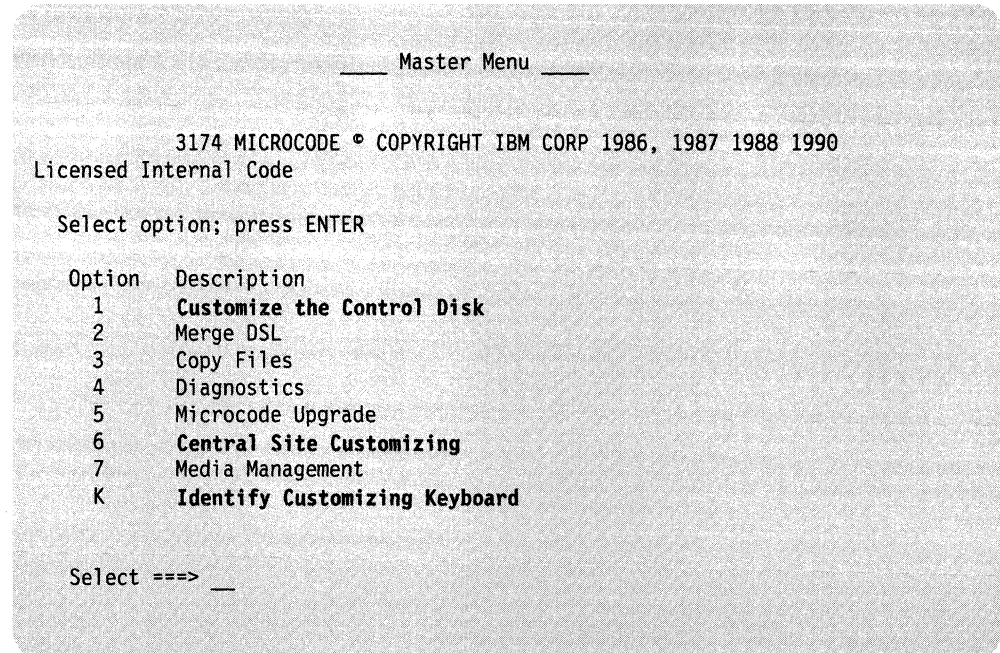 ____ Master Menu ____
3174 MICROCODE © COPYRIGHT IBM CORP 1986, 1987 1988 1990
Licensed Internal Code
Select option; press ENTER
Option Description
1 Customize the Control Disk
2 Merge DSL
3 Copy Files
4 Diagnostics
5 Microcode Upgrade
6 Central Site Customizing
7 Media Management
K Identify Customizing Keyboard
Select ===> __